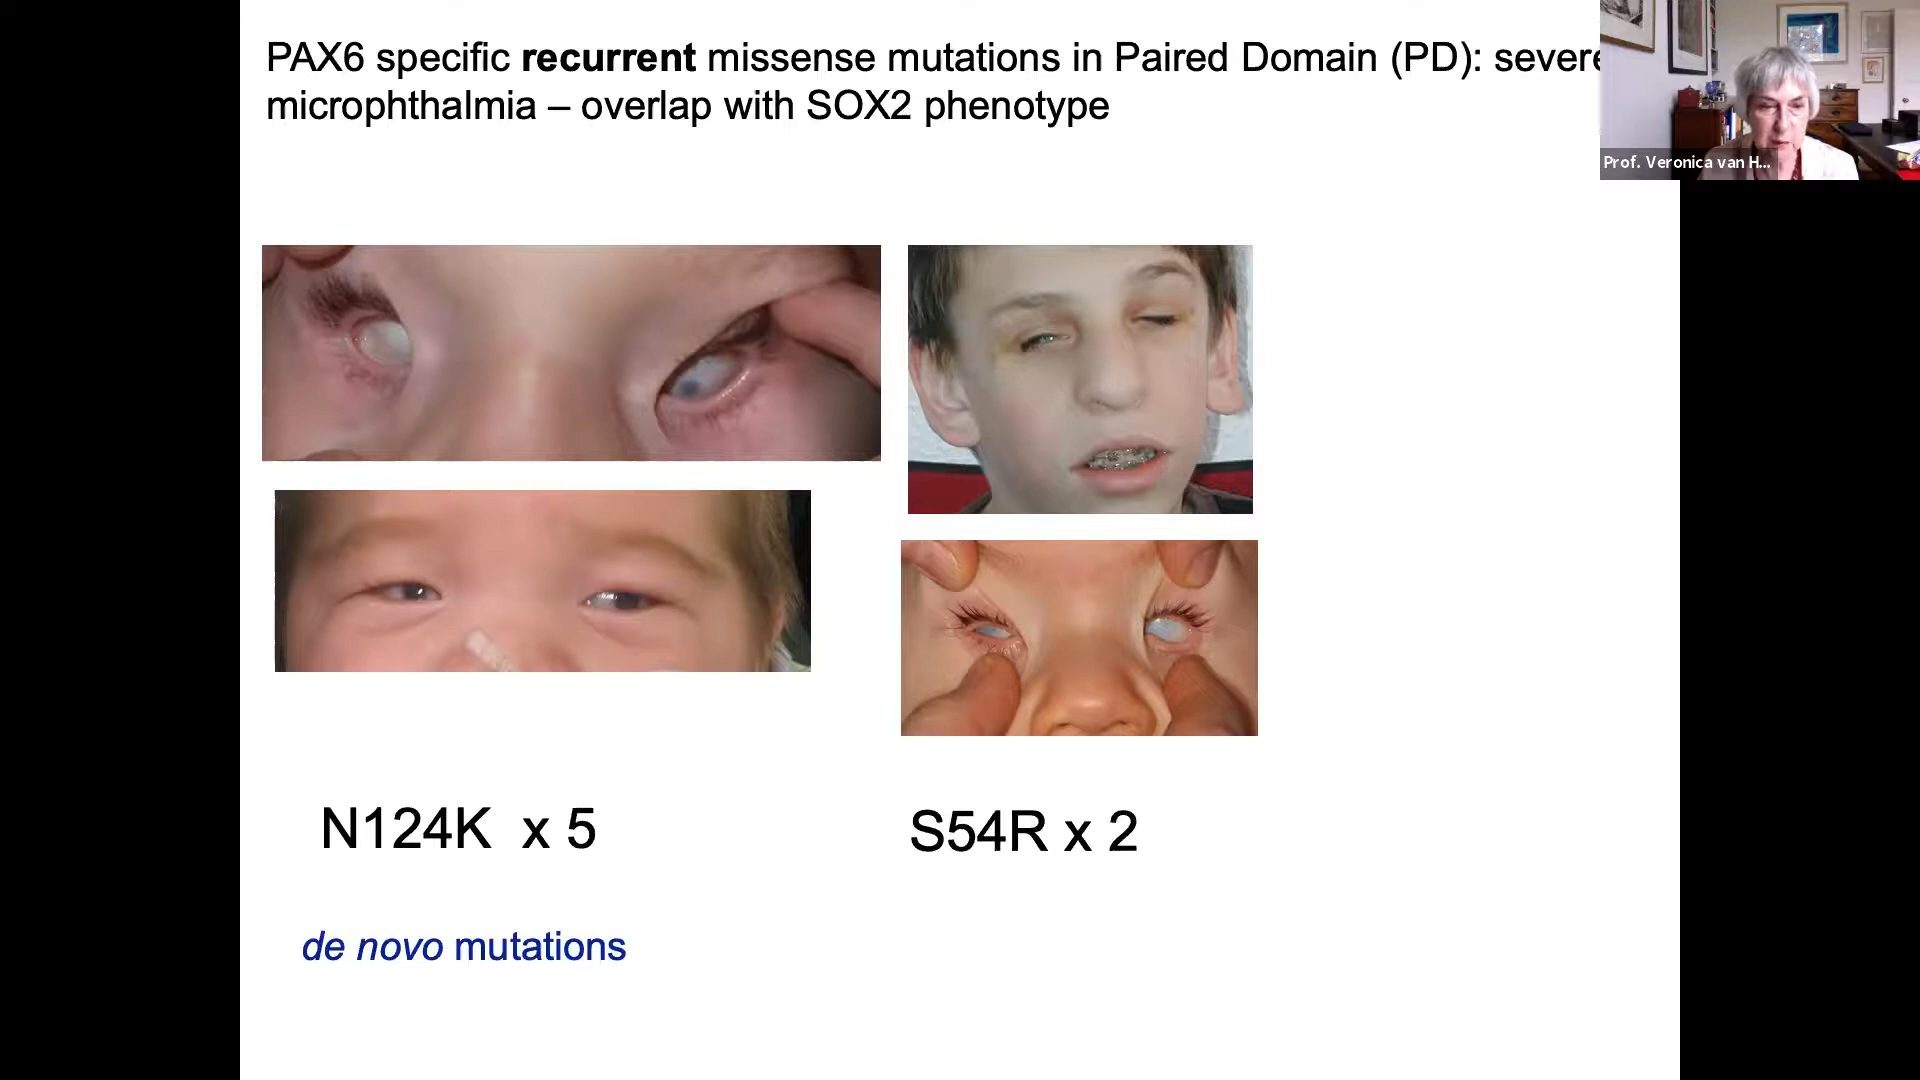 PAX6 specific recurrent missense mutations in Paired Domain (PD): severe
microphthalmia – overlap with SOX2 phenotype
Prof. Veronica van H...
N124K x 5
S54R x 2
de novo mutations